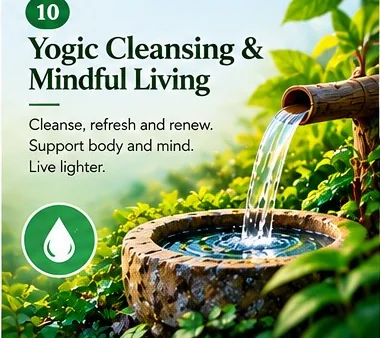 10
Yogic Cleansing &
Mindful Living
Cleanse, refresh and renew.
Support body and mind.
Live lighter.